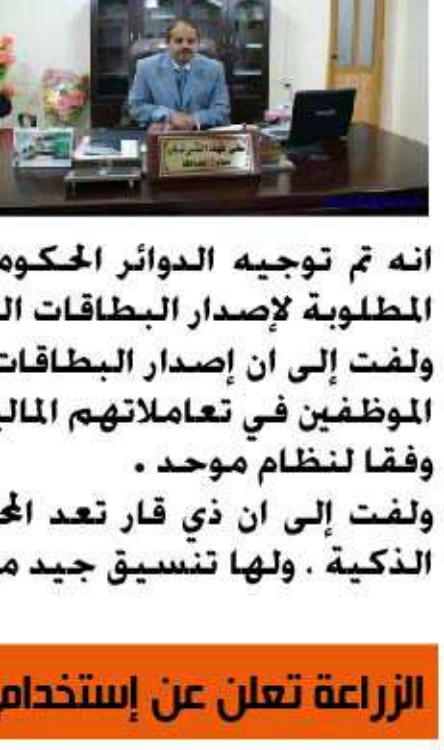 انه تم توجيه الدوائر الحكوم
المطلوبة لإصدار البطاقات ال
ولفت إلى ان إصدار البطاقات
الموظفين في تعاملاتهم المالي
وفقا لنظام موحد .
ولفت إلى ان ذي قار تعد المح
الذكية . ولها تنسيق جيد م
الزراعة تعلن عن إستخدام